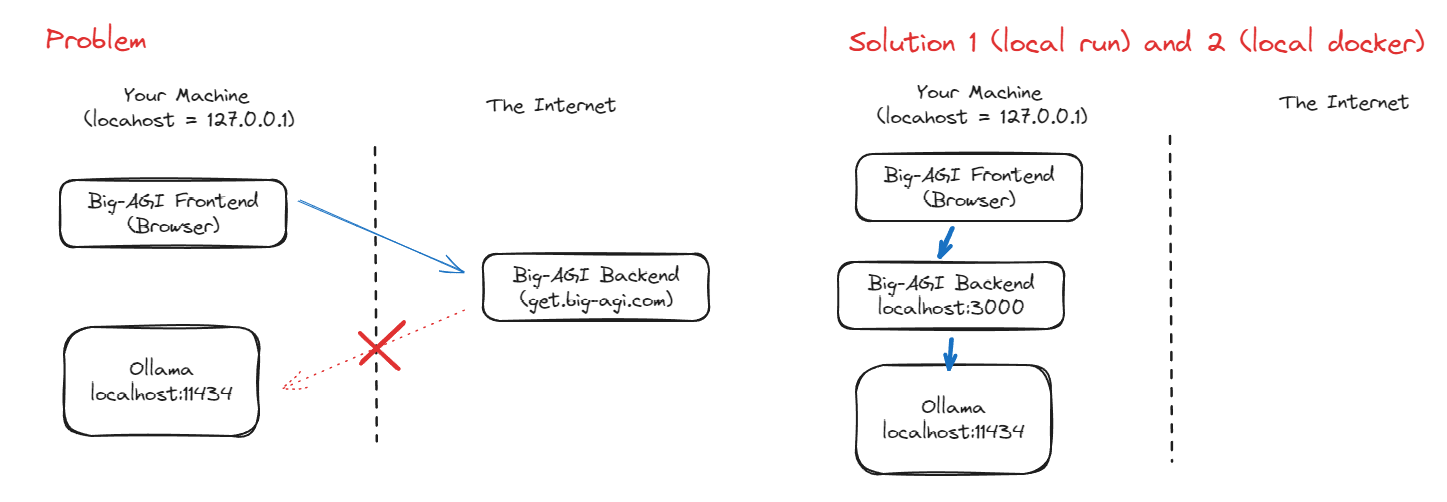 Problem
Your Machine
(locahost = 127.0.0.1)
The Internet
Big-AGI Frontend
(Browser)
Big-AGI Backend
(get.big-agi.com)
Ollama
localhost:11434
Solution 1 (local run) and 2 (local docker)
Your Machine
(locahost = 127.0.0.1)
The Internet
Big-AGI Frontend
(Browser)
Big-AGI Backend
localhost:3000
Ollama
localhost:11434